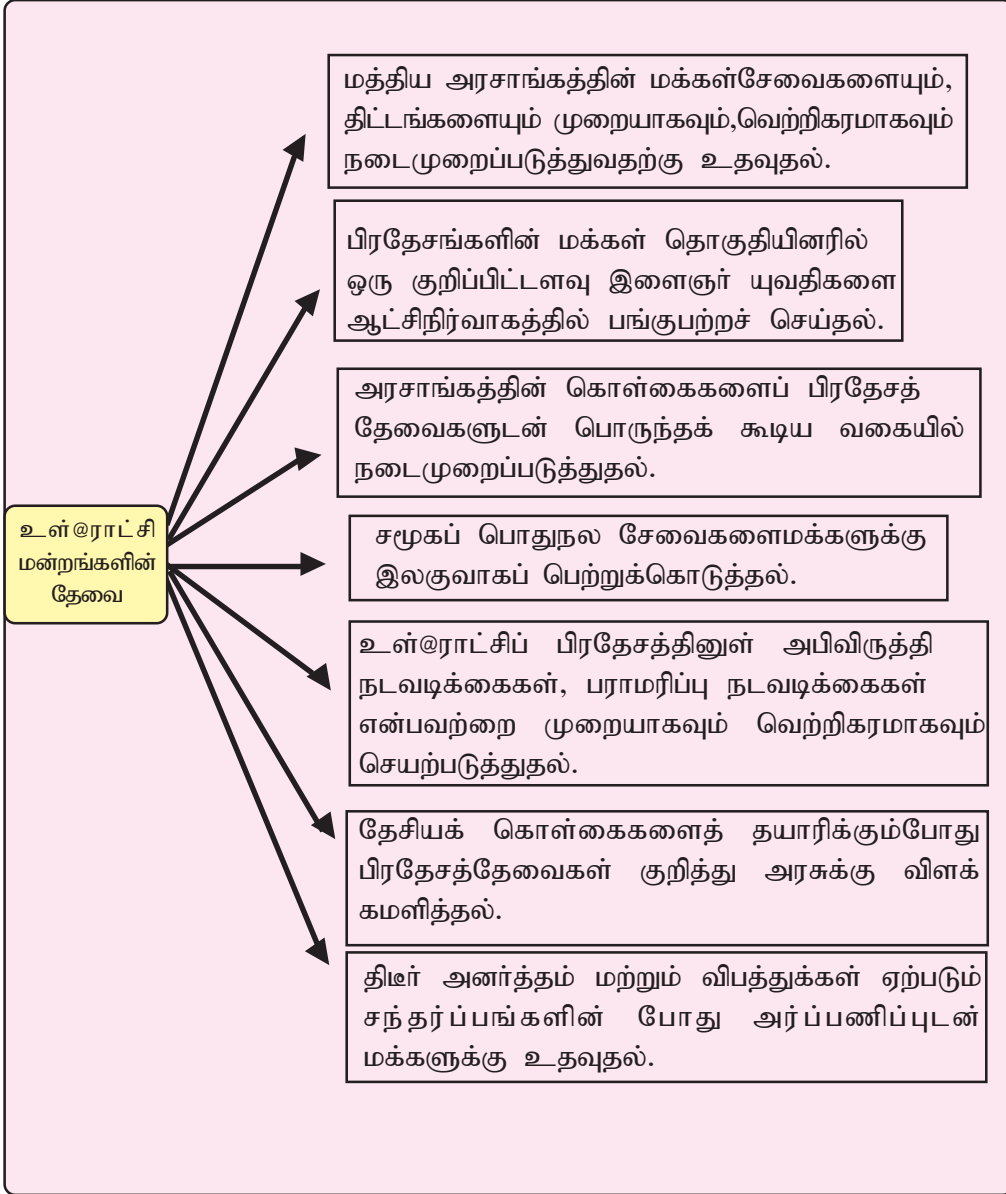 மத்திய அரசாங்கத்தின் மக்கள்சேவைகளையும்,
திட்டங்களையும் முறையாகவும்,வெற்றிகரமாகவும்
நடைமுறைப்படுத்துவதற்கு உதவுதல்.
பிரதேசங்களின் மக்கள் தொகுதியினரில்
ஒரு குறிப்பிட்டளவு இளைஞர் யுவதிகளை
ஆட்சிநிர்வாகத்தில் பங்குபற்றச் செய்தல்.
அரசாங்கத்தின் கொள்கைகளைப் பிரதேசத்
தேவைகளுடன் பொருந்தக் கூடிய வகையில்
நடைமுறைப்படுத்துதல்.
உள்@ராட்சி
மன்றங்களின்
தேவை
சமூகப் பொதுநல சேவைகளைமக்களுக்கு
இலகுவாகப் பெற்றுக்கொடுத்தல்.
உள்@ராட்சிப் பிரதேசத்தினுள் அபிவிருத்தி
நடவடிக்கைகள், பராமரிப்பு நடவடிக்கைகள்
என்பவற்றை முறையாகவும் வெற்றிகரமாகவும்
செயற்படுத்துதல்.
தேசியக் கொள்கைகளைத் தயாரிக்கும்போது
பிரதேசத்தேவைகள் குறித்து அரசுக்கு விளக்
கமளித்தல்.
திடீர் அனர்த்தம் மற்றும் விபத்துக்கள் ஏற்படும்
சந்தர்ப்பங்களின் போது அர்ப்பணிப்புடன்
மக்களுக்கு உதவுதல்.